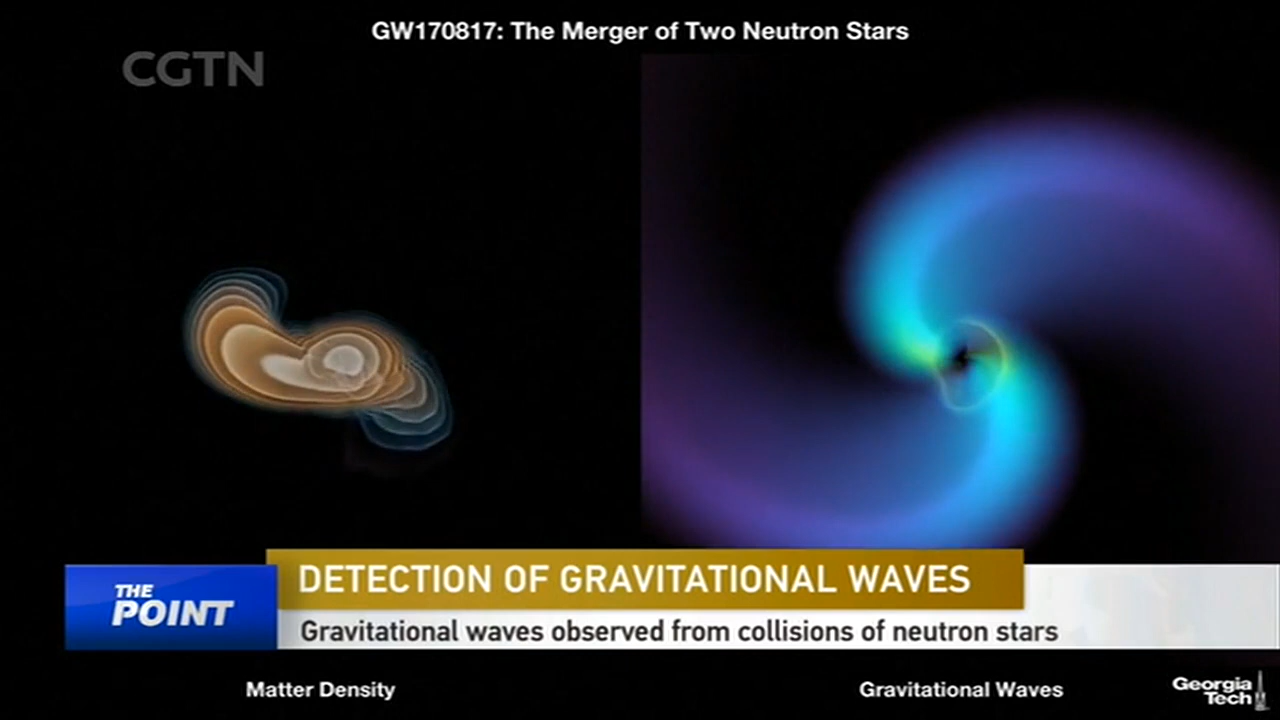 GW170817: The Merger of Two Neutron Stars
CGTN
DETECTION OF GRAVITATIONAL WAVES
THE
POINT
Gravitational waves observed from collisions of neutron stars
Matter Density
Gravitational Waves
Georgia
Tech